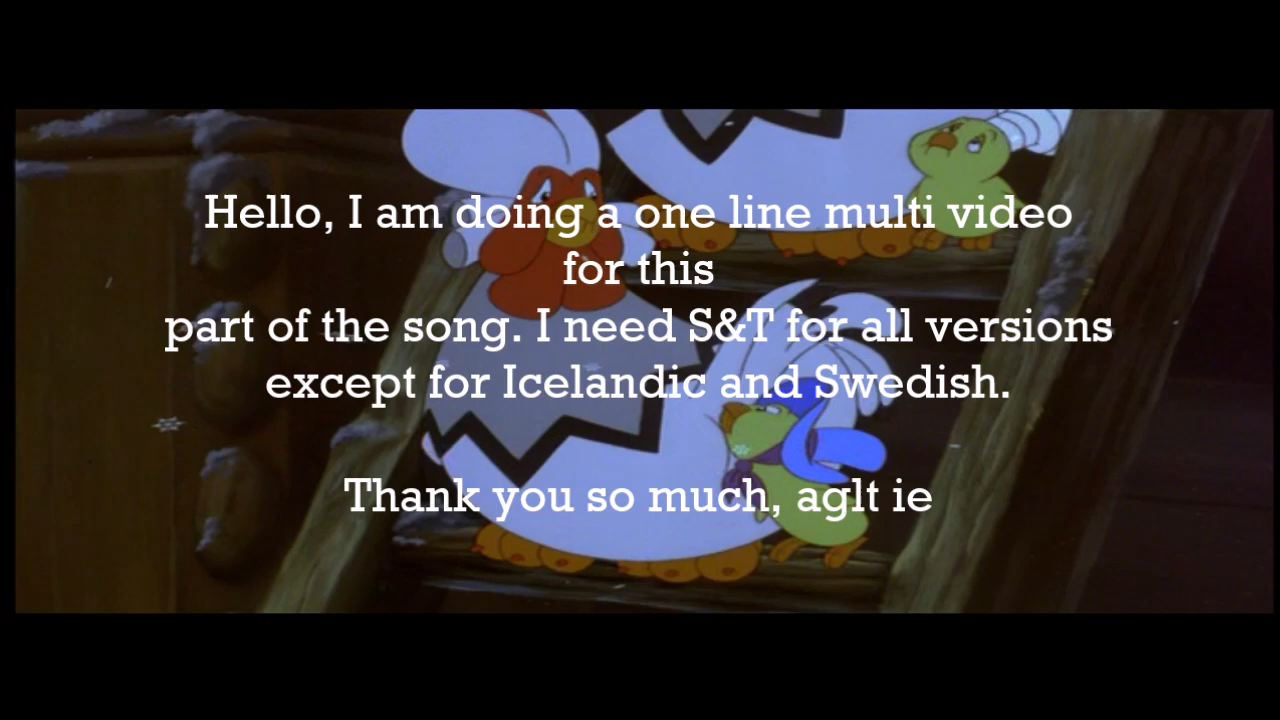 Hello, I am doing a one line multi video
for this
part of the song. I need S&T for all versions
except for Icelandic and Swedish.
Thank you so much, aglt ie